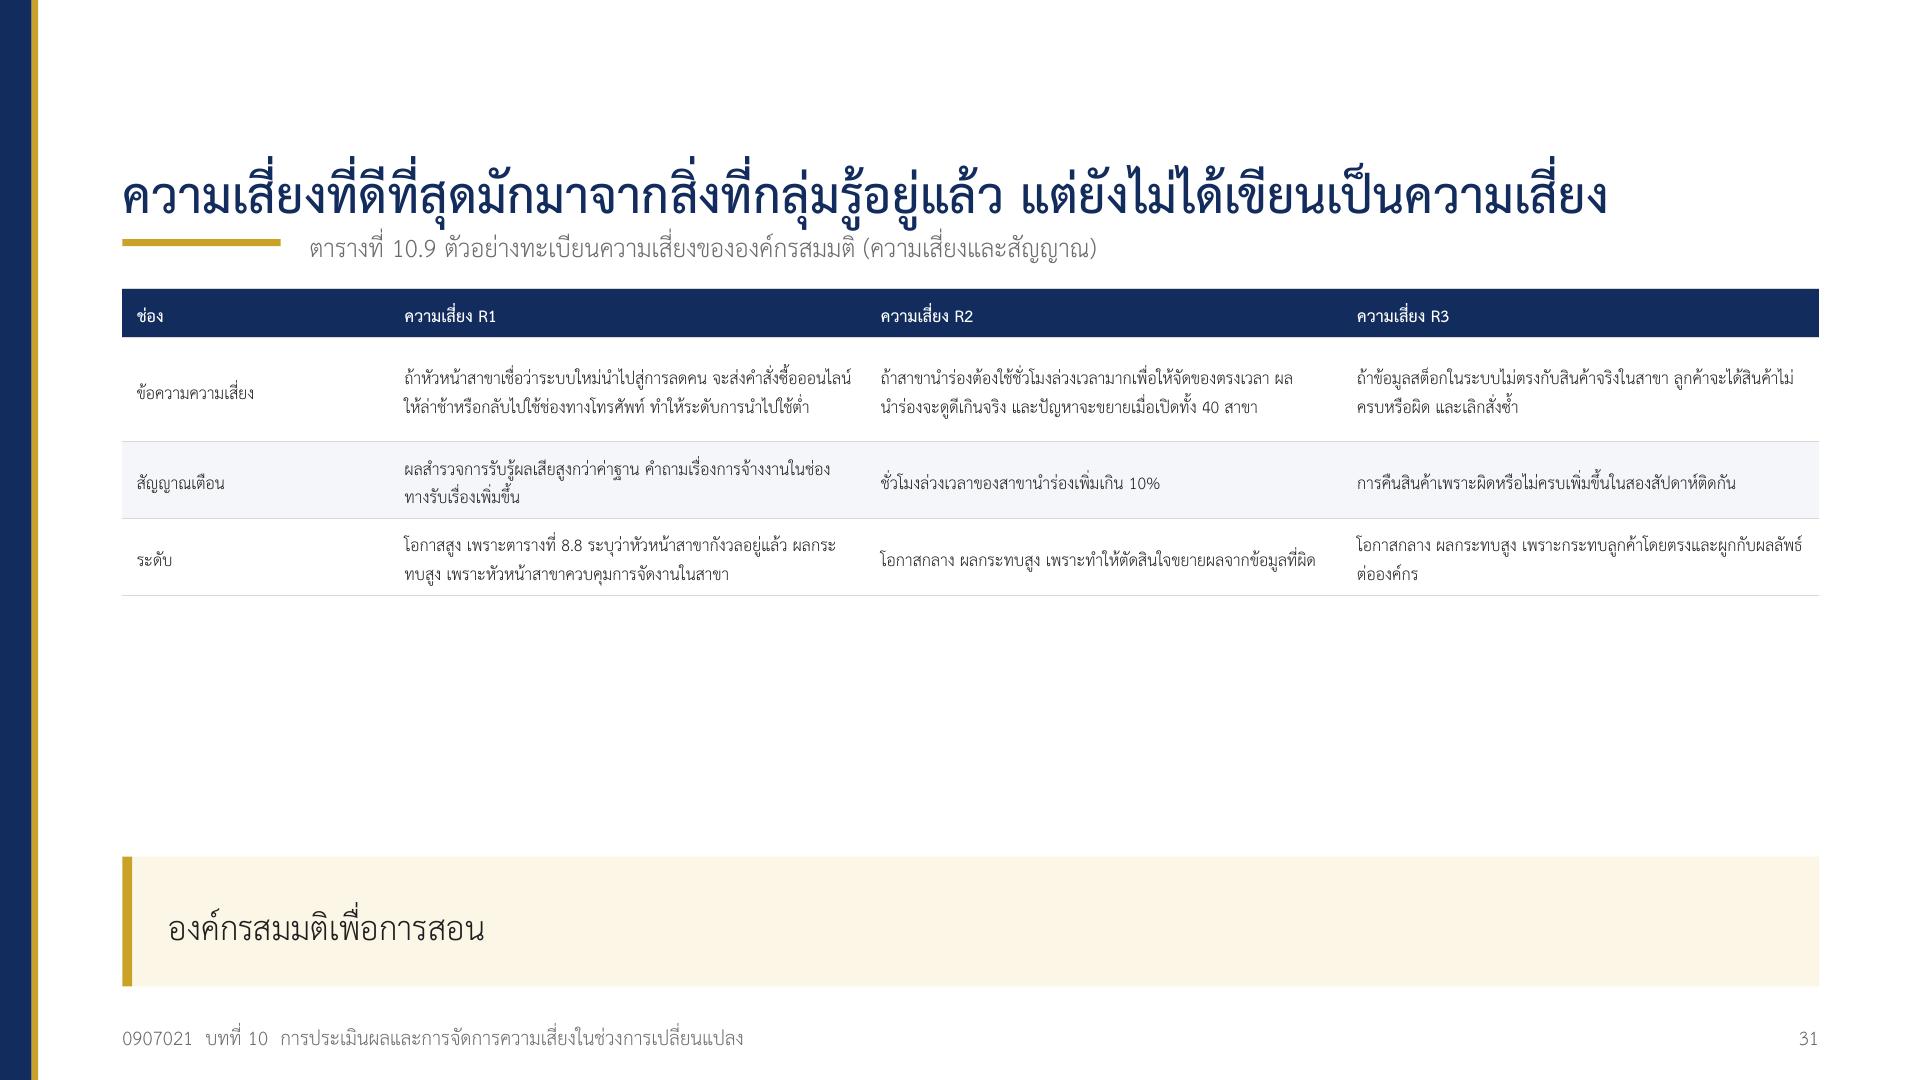 ความเสี่ยงที่ดีที่สุดมักมาจากสิ่งที่กลุ่มรู้อยู่แล้ว แต่ยังไม่ได้เขียนเป็นความเสี่ยง
ตารางที่ 10.9 ตัวอย่างทะเบียนความเสี่ยงขององค์กรสมมติ (ความเสี่ยงและสัญญาณ)
ช่อง
ความเสี่ยง R1
ความเสี่ยง R2
ความเสี่ยง R3
ข้อความความเสี่ยง
ถ้าหัวหน้าสาขาเชื่อว่าระบบใหม่นำไปสู่การลดคน จะส่งคำสั่งซื้อออนไลน์
ให้ล่าช้าหรือกลับไปใช้ช่องทางโทรศัพท์ ทำให้ระดับการนำไปใช้ต่ำ
ถ้าสาขานำร่องต้องใช้ชั่วโมงล่วงเวลามากเพื่อให้จัดของตรงเวลา ผล
นำร่องจะดูดีเกินจริง และปัญหาจะขยายเมื่อเปิดทั้ง 40 สาขา
ถ้าข้อมูลสต็อกในระบบไม่ตรงกับสินค้าจริงในสาขา ลูกค้าจะได้สินค้าไม่
ครบหรือผิด และเลิกสั่งซ้ำ
สัญญาณเตือน
ผลสำรวจการรับรู้ผลเสียสูงกว่าค่าฐาน คำถามเรื่องการจ้างงานในช่อง
ทางรับเรื่องเพิ่มขึ้น
ชั่วโมงล่วงเวลาของสาขานำร่องเพิ่มเกิน 10%
การคืนสินค้าเพราะผิดหรือไม่ครบเพิ่มขึ้นในสองสัปดาห์ติดกัน
ระดับ
โอกาสสูง เพราะตารางที่ 8.8 ระบุว่าหัวหน้าสาขากังวลอยู่แล้ว ผลกระ
ทบสูง เพราะหัวหน้าสาขาควบคุมการจัดงานในสาขา
โอกาสกลาง ผลกระทบสูง เพราะทำให้ตัดสินใจขยายผลจากข้อมูลที่ผิด
โอกาสกลาง ผลกระทบสูง เพราะกระทบลูกค้าโดยตรงและผูกกับผลลัพธ์
ต่อองค์กร
องค์กรสมมติเพื่อการสอน
0907021 บทที่ 10 การประเมินผลและการจัดการความเสี่ยงในช่วงการเปลี่ยนแปลง
31